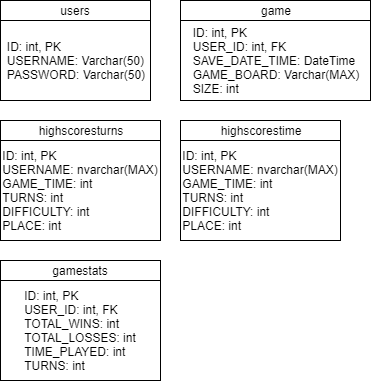 users
ID: int, PK
USERNAME: Varchar(50)
PASSWORD: Varchar(50)
game
ID: int, PK
USER_ID: int, FK
SAVE_DATE_TIME: DateTime
GAME_BOARD: Varchar(MAX)
SIZE: int
highscoresturns
ID: int, PK
USERNAME: nvarchar(MAX)
GAME_TIME: int
TURNS: int
DIFFICULTY: int
PLACE: int
highscorestime
ID: int, PK
USERNAME: nvarchar(MAX)
GAME_TIME: int
TURNS: int
DIFFICULTY: int
PLACE: int
gamestats
ID: int, PK
USER_ID: int, FK
TOTAL_WINS: int
TOTAL_LOSSES: int
TIME_PLAYED: int
TURNS: int